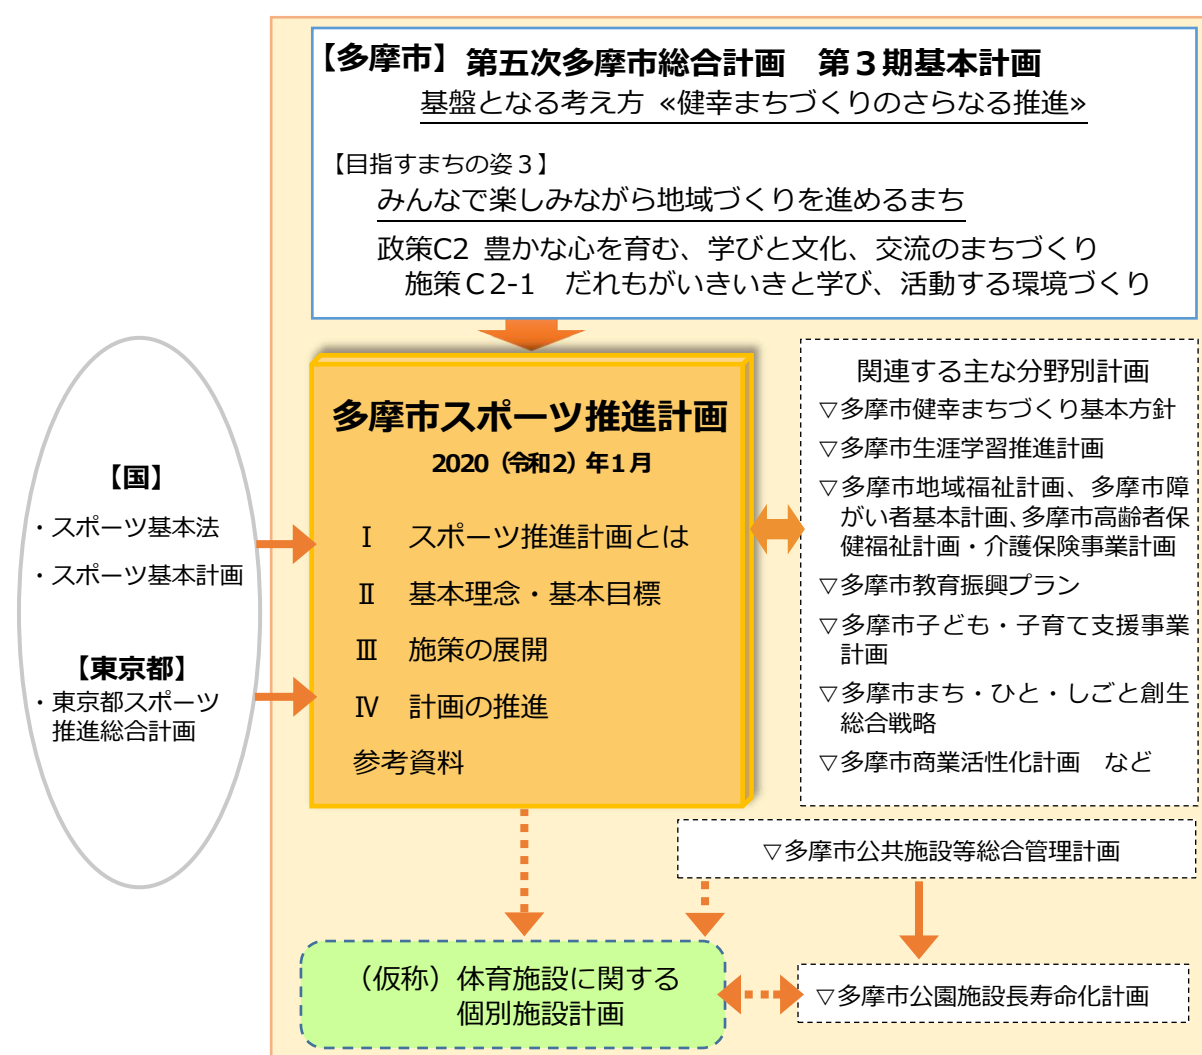 【多摩市】第五次多摩市総合計画　第３期基本計画
基盤となる考え方 «健幸まちづくりのさらなる推進»
【目指すまちの姿３】
みんなで楽しみながら地域づくりを進めるまち
政策C2 豊かな心を育む、学びと文化、交流のまちづくり
施策Ｃ2-1　だれもがいきいきと学び、活動する環境づくり
【国】
・スポーツ基本法
・スポーツ基本計画
【東京都】
・東京都スポーツ
推進総合計画
多摩市スポーツ推進計画
2020（令和2）年１月
Ⅰ　スポーツ推進計画とは
Ⅱ　基本理念・基本目標
Ⅲ　施策の展開
Ⅳ　計画の推進
参考資料
関連する主な分野別計画
▽多摩市健幸まちづくり基本方針
▽多摩市生涯学習推進計画
▽多摩市地域福祉計画、多摩市障
がい者基本計画、多摩市高齢者保
健福祉計画・介護保険事業計画
▽多摩市教育振興プラン
▽多摩市子ども・子育て支援事業
計画
▽多摩市まち・ひと・しごと創生
総合戦略
▽多摩市商業活性化計画　など
▽多摩市公共施設等総合管理計画
（仮称）体育施設に関する
個別施設計画
▽多摩市公園施設長寿命化計画